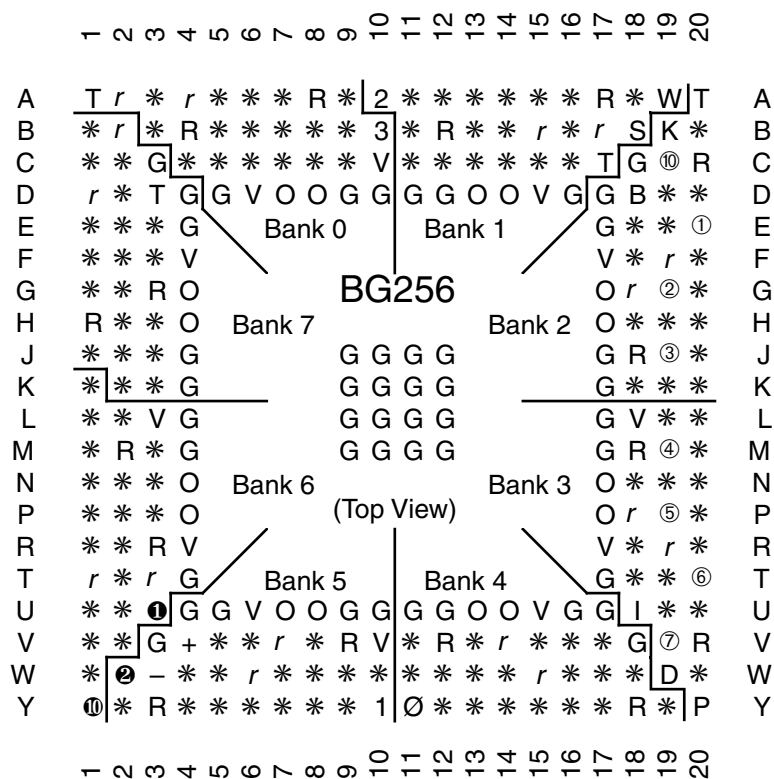 1 2 3 4 5 6 7 8 9 10 11 12 13 14 15 16 17 18 19 20
A T r * r * * * R * 2 * * * * * * R * W T A
B * r * R * * * * * 3 * R * * r * r S K * B
C * * G * * * * * * V * * * * * * T G ⑩ R C
D r * T G G V O O G G G G O O V G G B * * D
E * * * G Bank 0 Bank 1 G * * ① E
F * * * V V * r * F
G * * R O BG256 O r ② * G
H R * * O Bank 7 Bank 2 O * * * H
J * * * G G G G G G R ③ * J
K * * * G G G G G G * * * K
L * * V G G G G G G V * * L
M * R * G G G G G G R ④ * M
N * * * O Bank 6 Bank 3 O * * * N
P * * * O (Top View) O r ⑤ * P
R * * R V V * r * R
T r * r G Bank 5 Bank 4 G * * ⑥ T
U * * ❶ G G V O O G G G G O O V G G I * * U
V * * G + * * r * R V * R * r * * * G ⑦ R V
W * ❷ – * * r * * * * * * * * r * * * D * W
Y ❿ * R * * * * * * 1 Ø * * * * * * R * P Y
1 2 3 4 5 6 7 8 9 10 11 12 13 14 15 16 17 18 19 20